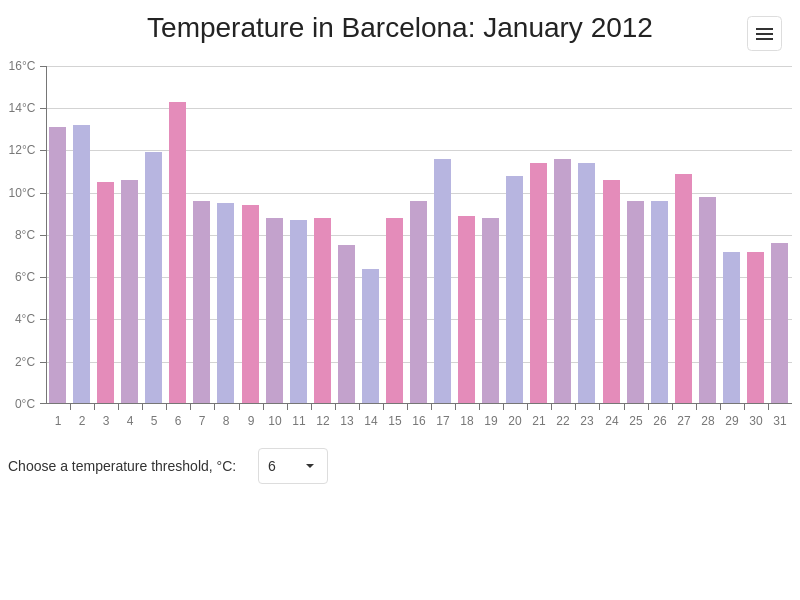 Temperature in Barcelona: January 2012
16°C
14°C
12°C
10°C
8°C
6°C
4°C
2°C
0°C
1 2 3 4 5 6 7 8 9 10 11 12 13 14 15 16 17 18 19 20 21 22 23 24 25 26 27 28 29 30 31
Choose a temperature threshold, °C: 6